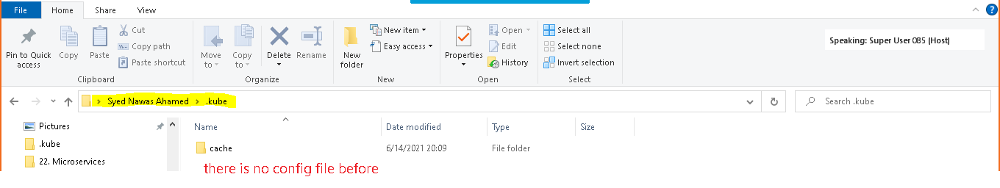 File Home Share View
Speaking: Super User 085 (Host)
Pin to Quick access
Copy
Paste
Cut
Copy path
Paste shortcut
Move to
Copy to
Delete
Rename
New folder
New item
Easy access
Properties
Open
Edit
History
Select all
Select none
Invert selection
Clipboard Organize New Open Select
Syed Nawas Ahamed .kube
Search .kube
Pictures
.kube
22. Microservices
Name Date modified Type Size
cache 6/14/2021 20:09 File folder
there is no config file before